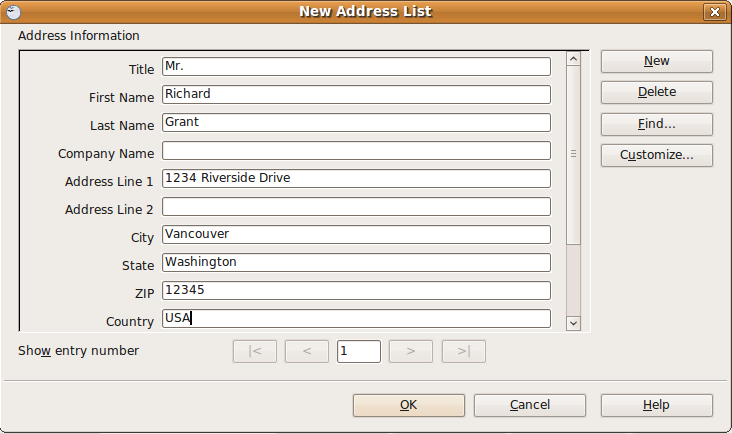 New Address List
Address Information
Title Mr.
New
First Name Richard
Delete
Last Name Grant
Find...
Company Name
Customize...
Address Line 1 1234 Riverside Drive
Address Line 2
City Vancouver
State Washington
ZIP 12345
Country USA
Show entry number |< < 1 > >|
OK Cancel Help